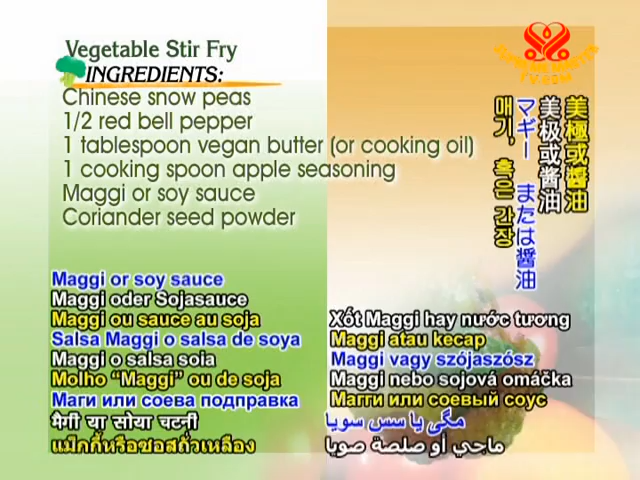 Vegetable Stir Fry
INGREDIENTS:
Chinese snow peas
1/2 red bell pepper
1 tablespoon vegan butter (or cooking oil)
1 cooking spoon apple seasoning
Maggi or soy sauce
Coriander seed powder
SUPREME MASTER
TV.COM
美極或醬油
美极或酱油
マギー または醤油
매기, 혹은 간장
Maggi or soy sauce
Maggi oder Sojasauce
Maggi ou sauce au soja
Salsa Maggi o salsa de soya
Maggi o salsa soia
Molho “Maggi” ou de soja
Маги или соева подправка
मैगी या सोया चटनी
แม๊กกี้หรือซอสถั่วเหลือง
Xốt Maggi hay nước tương
Maggi atau kecap
Maggi vagy szójaszósz
Maggi nebo sojová omáčka
Магги или соевый соус
مگی یا سس سویا
ماجي أو صلصة صويا